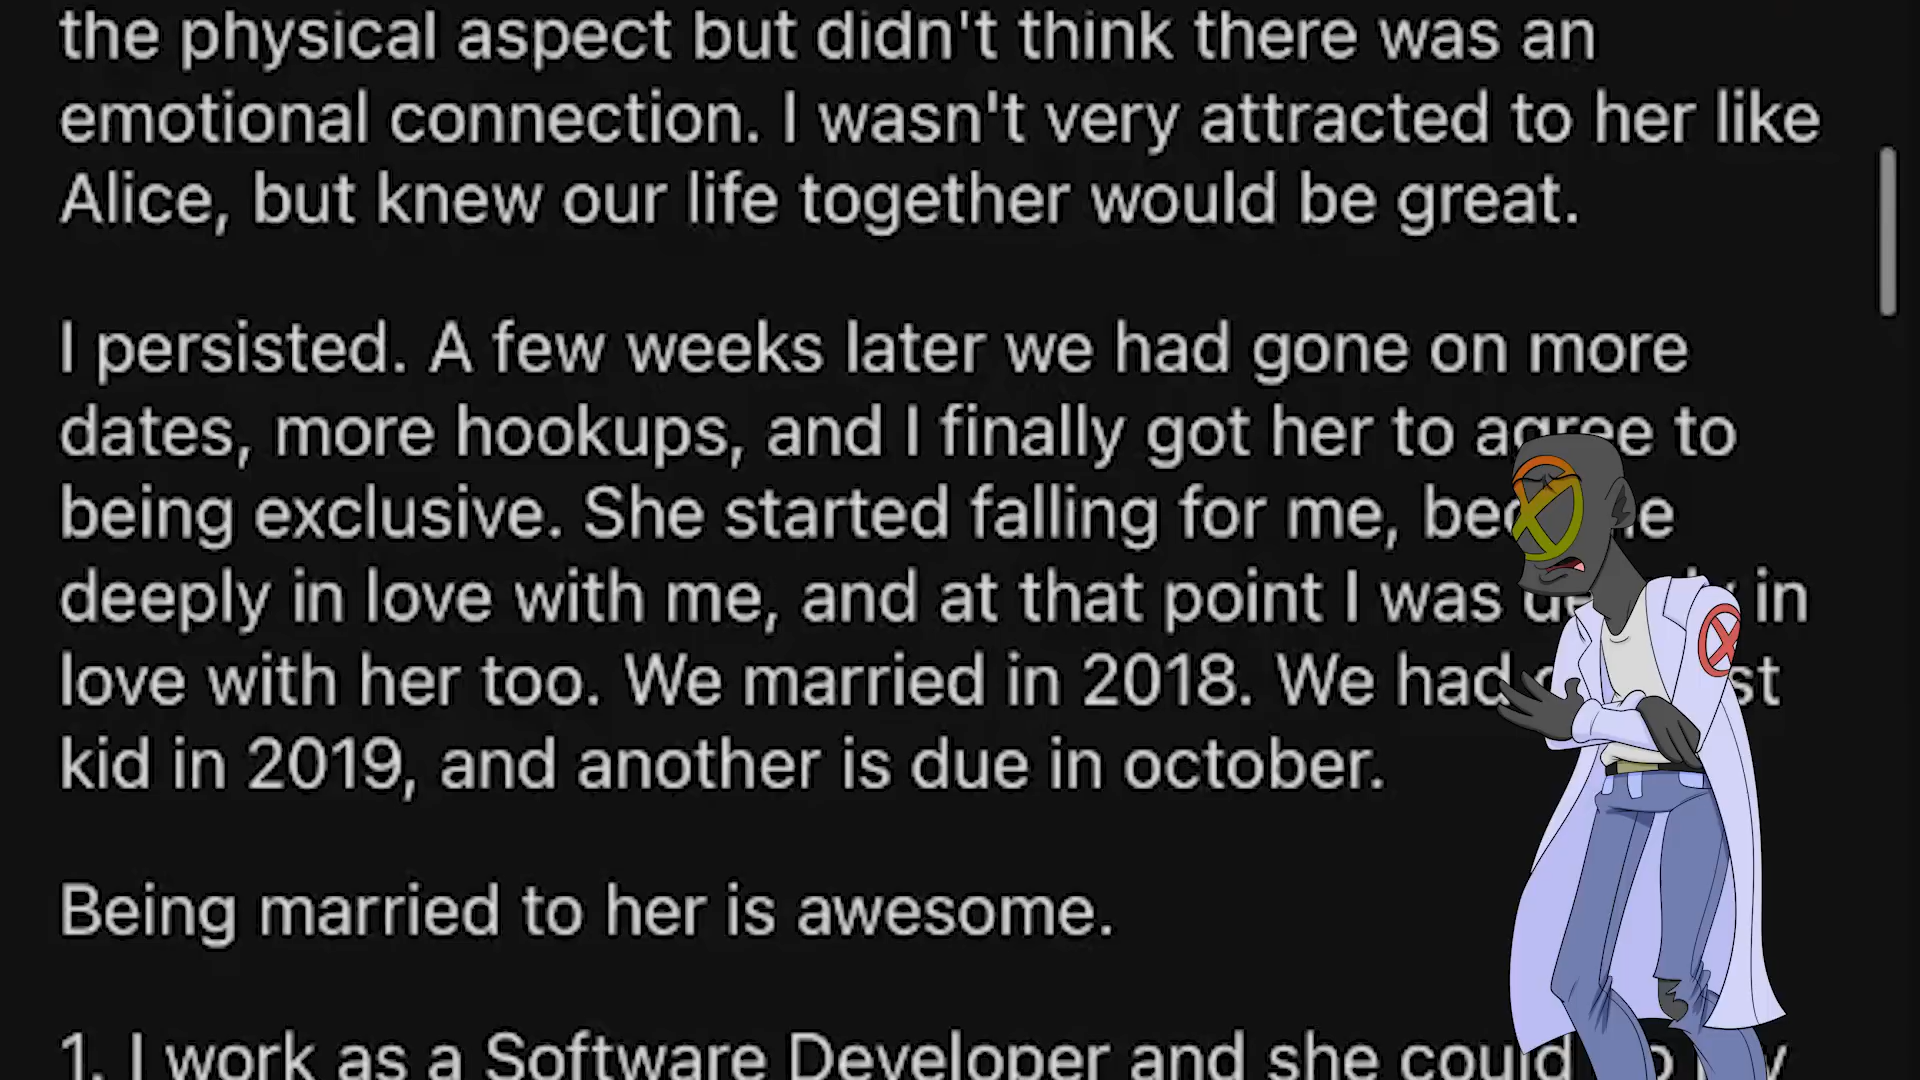 the physical aspect but didn't think there was an
emotional connection. I wasn't very attracted to her like
Alice, but knew our life together would be great.
I persisted. A few weeks later we had gone on more
dates, more hookups, and I finally got her to agree to
being exclusive. She started falling for me, became
deeply in love with me, and at that point I was in
love with her too. We married in 2018. We had
kid in 2019, and another is due in october.
Being married to her is awesome.
1. I work as a Software Developer and she could